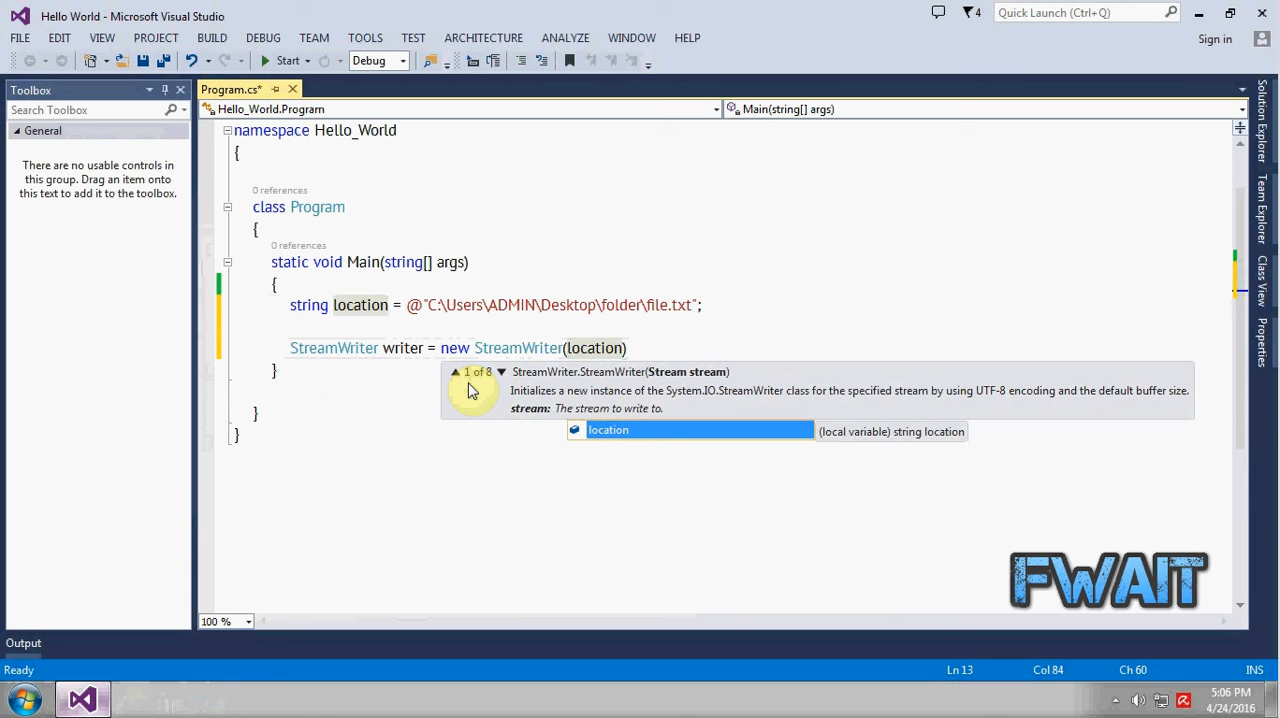 Hello World - Microsoft Visual Studio
4
Quick Launch (Ctrl+Q)
FILE EDIT VIEW PROJECT BUILD DEBUG TEAM TOOLS TEST ARCHITECTURE ANALYZE WINDOW HELP
Sign in
Start Debug
Toolbox
Program.cs*
Search Toolbox
Hello_World.Program
Main(string[] args)
General
There are no usable controls in
this group. Drag an item onto
this text to add it to the toolbox.
namespace Hello_World
{
0 references
class Program
{
0 references
static void Main(string[] args)
{
string location = @"C:\Users\ADMIN\Desktop\folder\file.txt";
StreamWriter writer = new StreamWriter(location)
}
1 of 8 StreamWriter.StreamWriter(Stream stream)
Initializes a new instance of the System.IO.StreamWriter class for the specified stream by using UTF-8 encoding and the default buffer size.
stream: The stream to write to.
location
(local variable) string location
}
}
Solution Explorer
Team Explorer
Class View
Properties
FWAIT
100 %
Output
Ready
Ln 13
Col 84
Ch 60
INS
5:06 PM
4/24/2016